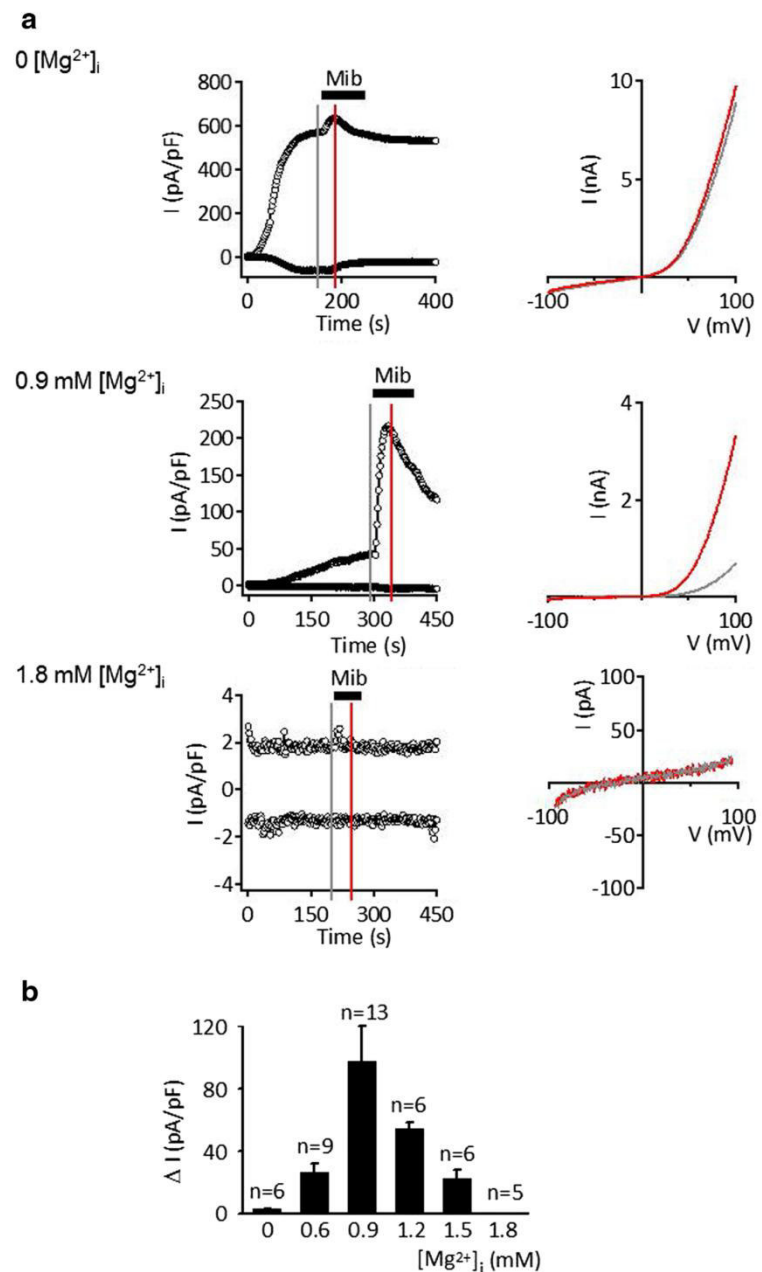 a
0 [Mg²⁺]ᵢ
Mib
800
600
400
200
0
I (pA/pF)
0 200 400
Time (s)
10
5
I (nA)
-100 100
V (mV)
0.9 mM [Mg²⁺]ᵢ
Mib
250
200
150
100
50
0
I (pA/pF)
0 150 300 450
Time (s)
4
2
I (nA)
-100 100
V (mV)
1.8 mM [Mg²⁺]ᵢ
Mib
4
2
0
-2
-4
I (pA/pF)
0 150 300 450
Time (s)
100
50
-50
-100
I (pA)
-100 100
V (mV)
b
120
80
40
0
Δ I (pA/pF)
n=6 n=9 n=13 n=6 n=6 n=5
0 0.6 0.9 1.2 1.5 1.8
[Mg²⁺]ᵢ (mM)